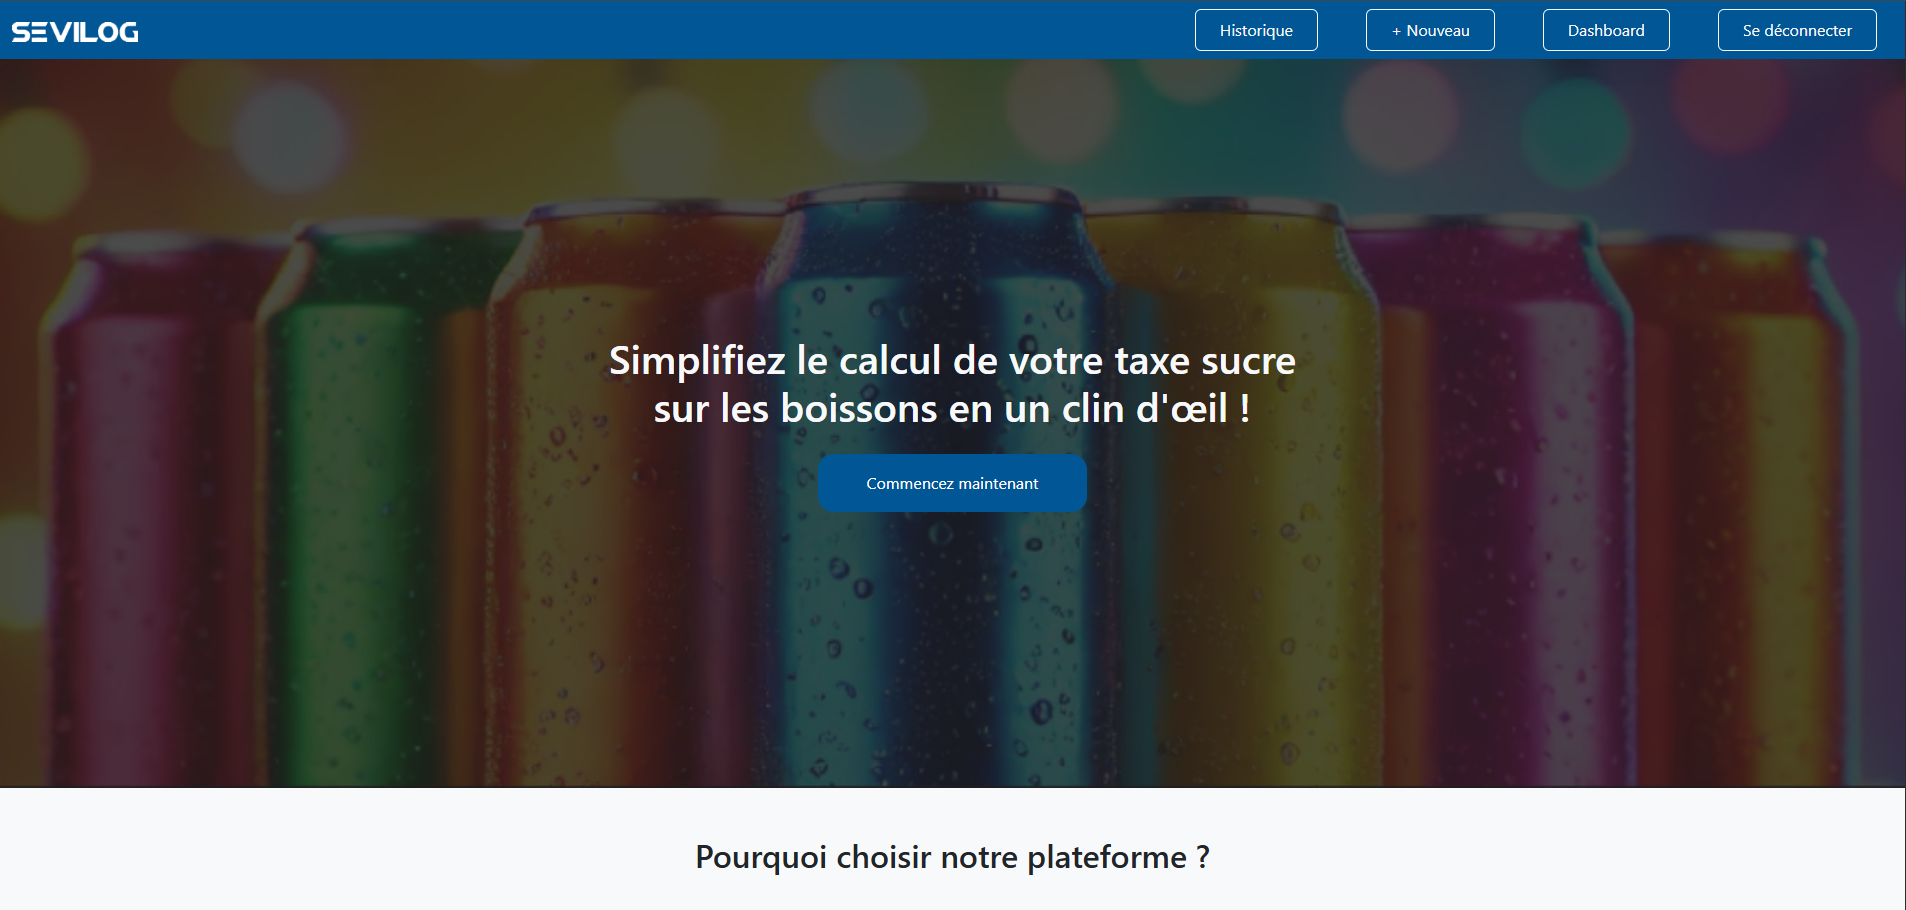 SEVILOG
Historique
+ Nouveau
Dashboard
Se déconnecter
Simplifiez le calcul de votre taxe sucre
sur les boissons en un clin d'œil !
Commencez maintenant
Pourquoi choisir notre plateforme ?